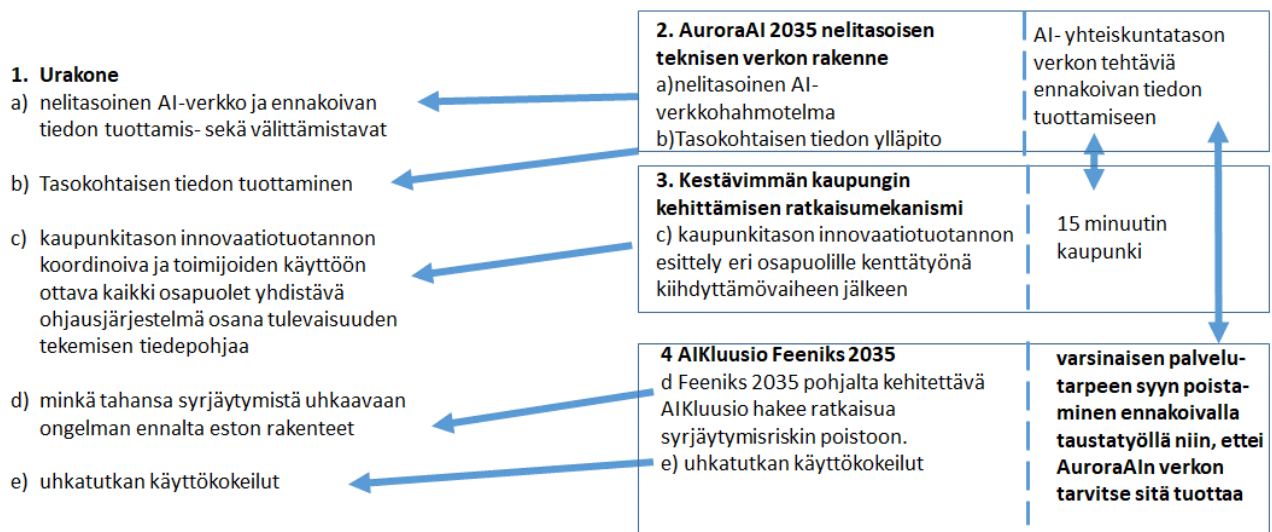 1. Urakone
a) nelitasoinen AI-verkko ja ennakoivan
tiedon tuottamis- sekä välittämistavat
b) Tasokohtaisen tiedon tuottaminen
c) kaupunkitason innovaatiotuotannon
koordinoiva ja toimijoiden käyttöön
ottava kaikki osapuolet yhdistävä
ohjausjärjestelmä osana tulevaisuuden
tekemisen tiedepohjaa
d) minkä tahansa syrjäytymistä uhkaavaan
ongelman ennalta eston rakenteet
e) uhkatutkan käyttökokeilut
2. AuroraAI 2035 nelitasoisen
teknisen verkon rakenne
a)nelitasoinen AI-
verkkohahmotelma
b)Tasokohtaisen tiedon ylläpito
AI- yhteiskuntatason
verkon tehtäviä
ennakoivan tiedon
tuottamiseen
3. Kestävimmän kaupungin
kehittämisen ratkaisumekanismi
c) kaupunkitason innovaatiotuotannon
esittely eri osapuolille kenttätyönä
kiihdyttämövaiheen jälkeen
15 minuutin
kaupunki
4 AIKluusio Feeniks 2035
d Feeniks 2035 pohjalta kehitettävä
AIKluusio hakee ratkaisua
syrjäytymisriskin poistoon.
e) uhkatutkan käyttökokeilut
varsinaisen palvelu-
tarpeen syyn poista-
minen ennakoivalla
taustatyöllä niin, ettei
AuroraAIn verkon
tarvitse sitä tuottaa